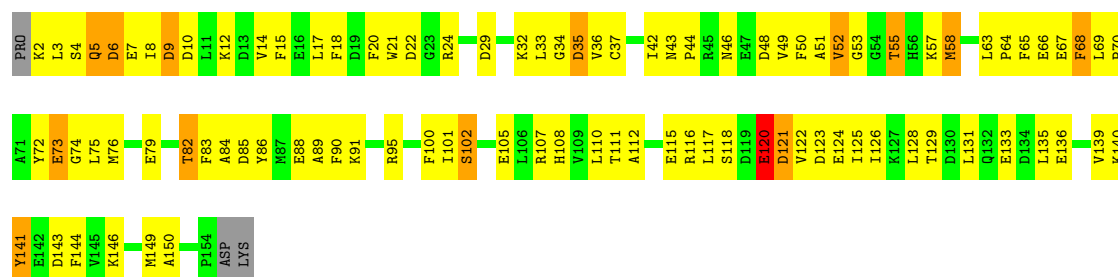 PRO K2 L3 S4 Q5 D6 E7 I8 D9 D10 L11 K12 D13 V14 F15 E16 L17 F18 D19 F20 W21 D22 G23 R24 D29 K32 L33 G34 D35 V36 C37 I42 N43 P44 R45 N46 E47 D48 V49 F50 A51 V52 G53 G54 T55 H56 K57 M58 L63 P64 F65 E66 E67 F68 L69
A71 Y72 E73 G74 L75 M76 E79 T82 F83 A84 D85 Y86 M87 E88 A89 F90 K91 R95 F100 I101 S102 E105 L106 R107 H108 V109 L110 T111 A112 E115 R116 L117 S118 D119 E120 D121 V122 D123 E124 I125 I126 K127 L128 T129 D130 L131 Q132 E133 D134 L135 E136 V139 K140
Y141 E142 D143 F144 V145 K146 M149 A150 P154 ASP LYS